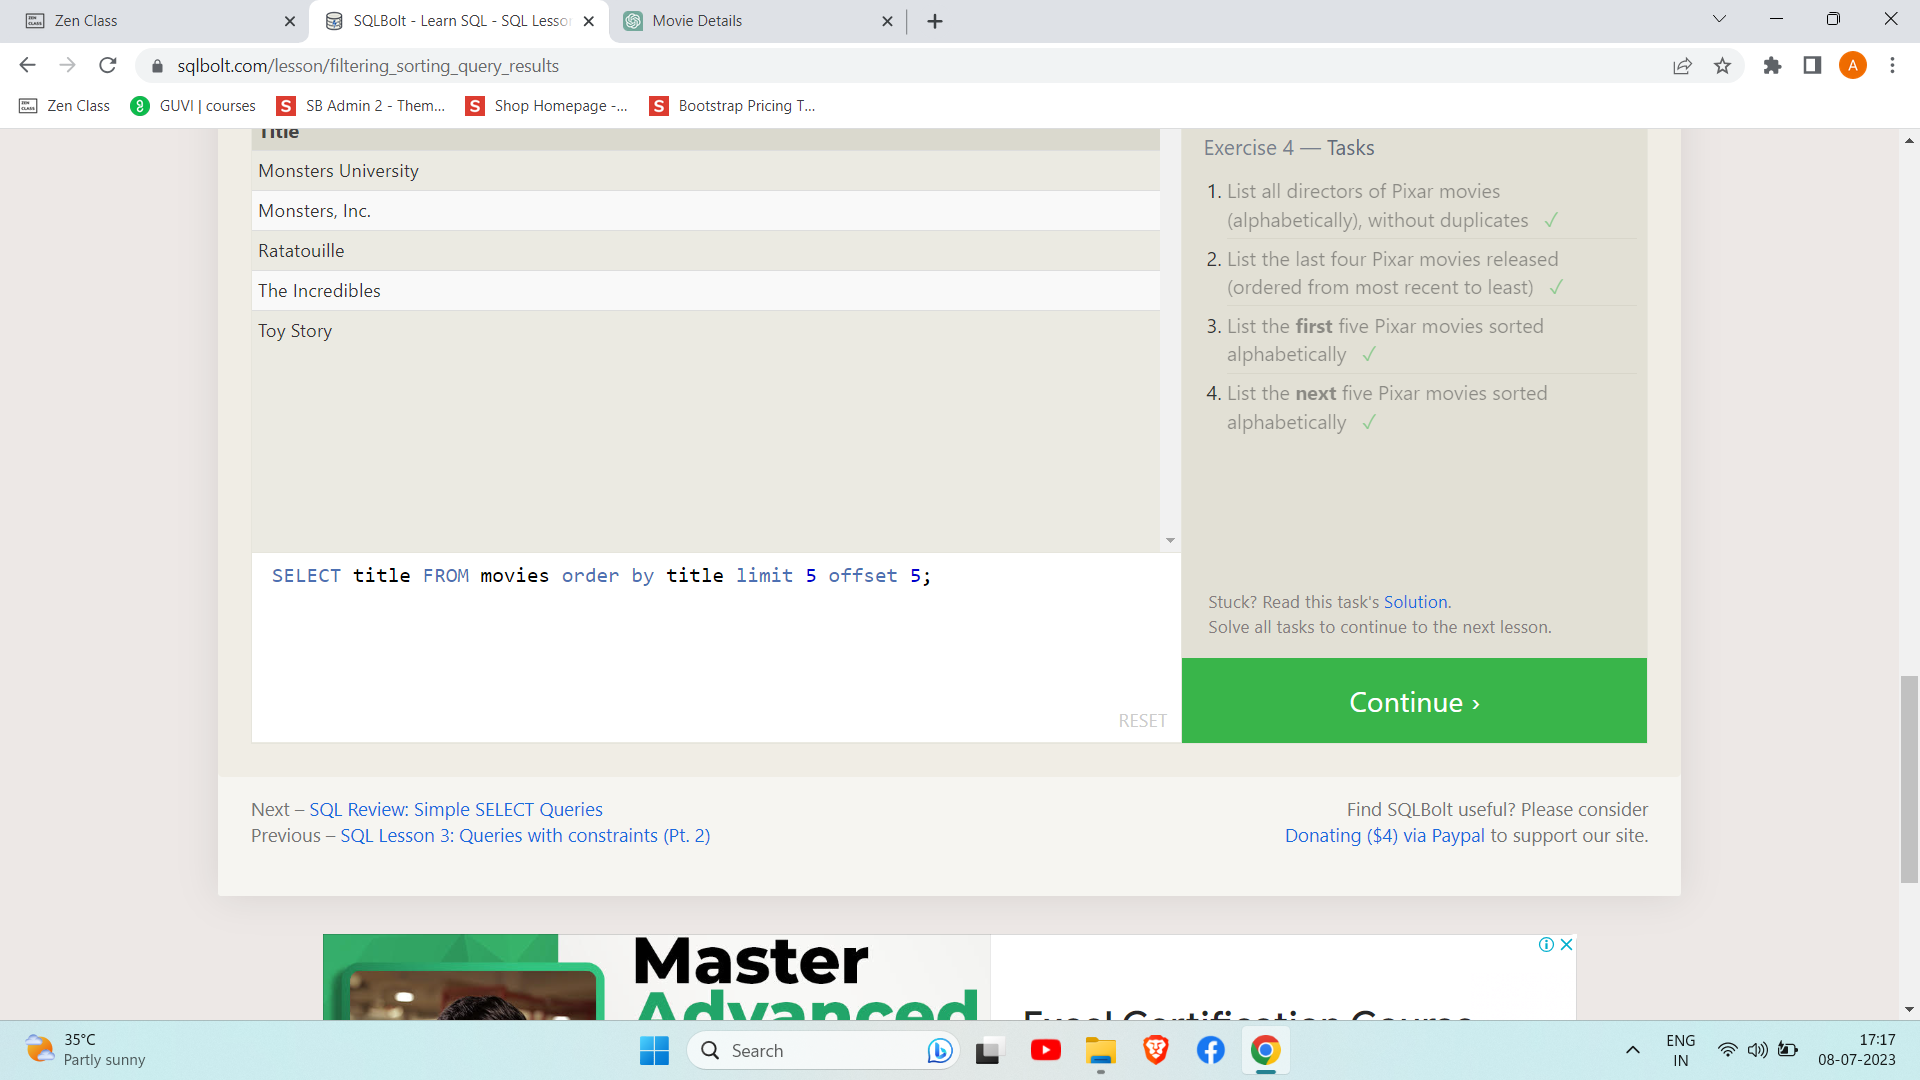 Zen Class
SQLBolt - Learn SQL - SQL Lesso
Movie Details
sqlbolt.com/lesson/filtering_sorting_query_results
A
Zen Class
GUVI | courses
SB Admin 2 - Them...
Shop Homepage -...
Bootstrap Pricing T...
Title
Monsters University
Monsters, Inc.
Ratatouille
The Incredibles
Toy Story
SELECT title FROM movies order by title limit 5 offset 5;
RESET
Exercise 4 — Tasks
1. List all directors of Pixar movies
(alphabetically), without duplicates ✓
2. List the last four Pixar movies released
(ordered from most recent to least) ✓
3. List the first five Pixar movies sorted
alphabetically ✓
4. List the next five Pixar movies sorted
alphabetically ✓
Stuck? Read this task's Solution.
Solve all tasks to continue to the next lesson.
Continue ›
Next – SQL Review: Simple SELECT Queries
Previous – SQL Lesson 3: Queries with constraints (Pt. 2)
Find SQLBolt useful? Please consider
Donating ($4) via Paypal to support our site.
Master
Advanced
Excel Certification Course
35°C
Partly sunny
Search
ENG
IN
17:17
08-07-2023